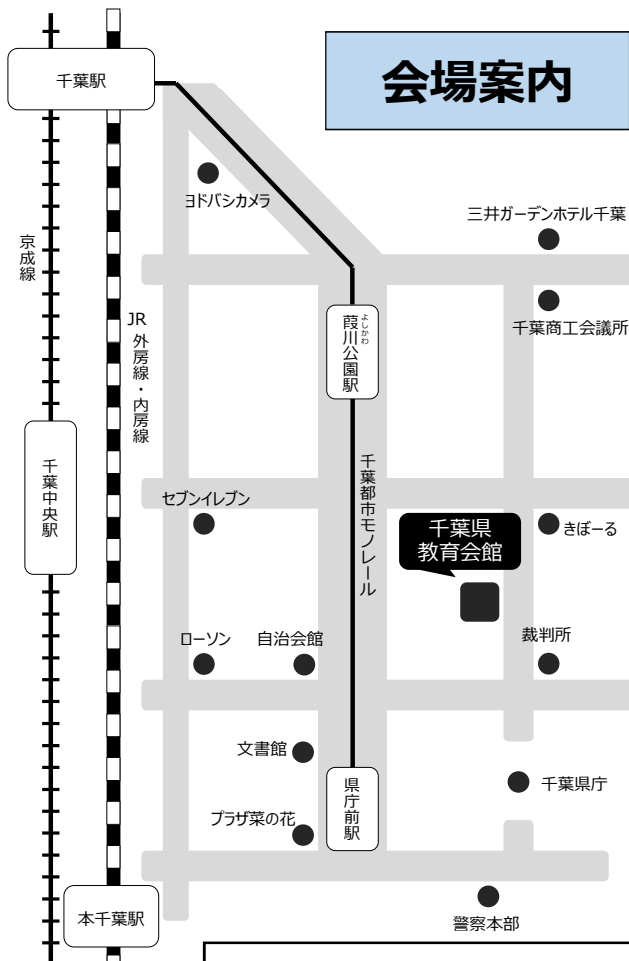 会場案内
千葉駅
ヨドバシカメラ
三井ガーデンホテル千葉
京成線
千葉商工会議所
JR
外房線・内房線
葭川公園駅
よしかわ
千葉中央駅
千葉都市モノレール
セブンイレブン
千葉県
教育会館
きぼーる
ローソン
自治会館
裁判所
文書館
県庁前駅
千葉県庁
プラザ菜の花
本千葉駅
警察本部